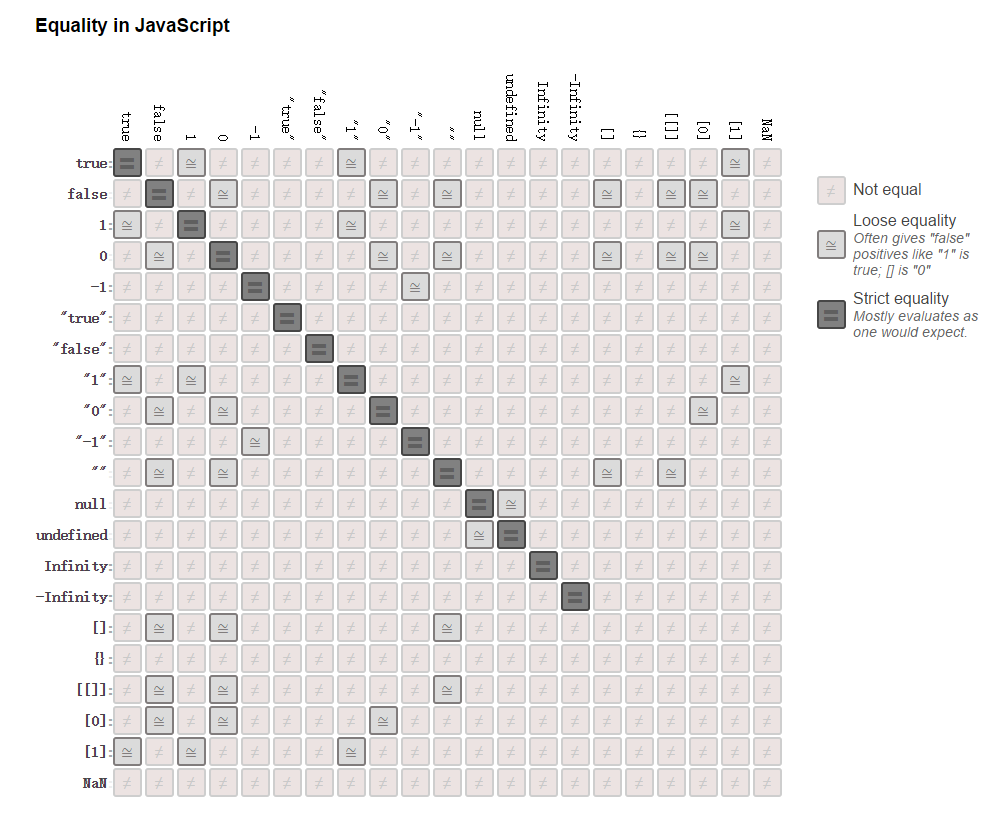 Equality in JavaScript
true false 1 0 -1 "true" "false" "1" "0" "-1" "" null undefined Infinity -Infinity [] {} [[]] [0] [1] NaN
true: = ≠ ≅ ≠ ≠ ≠ ≠ ≅ ≠ ≠ ≠ ≠ ≠ ≠ ≠ ≠ ≠ ≠ ≠ ≅ ≠
false ≠ = ≠ ≅ ≠ ≠ ≠ ≠ ≅ ≠ ≅ ≠ ≠ ≠ ≠ ≅ ≠ ≅ ≅ ≠ ≠
1: ≅ ≠ = ≠ ≠ ≠ ≠ ≅ ≠ ≠ ≠ ≠ ≠ ≠ ≠ ≠ ≠ ≠ ≠ ≅ ≠
0 ≠ ≅ ≠ = ≠ ≠ ≠ ≠ ≅ ≠ ≅ ≠ ≠ ≠ ≠ ≅ ≠ ≅ ≅ ≠ ≠
-1: ≠ ≠ ≠ ≠ = ≠ ≠ ≠ ≠ ≅ ≠ ≠ ≠ ≠ ≠ ≠ ≠ ≠ ≠ ≠ ≠
"true": ≠ ≠ ≠ ≠ ≠ = ≠ ≠ ≠ ≠ ≠ ≠ ≠ ≠ ≠ ≠ ≠ ≠ ≠ ≠ ≠
"false": ≠ ≠ ≠ ≠ ≠ ≠ = ≠ ≠ ≠ ≠ ≠ ≠ ≠ ≠ ≠ ≠ ≠ ≠ ≠ ≠
"1": ≅ ≠ ≅ ≠ ≠ ≠ ≠ = ≠ ≠ ≠ ≠ ≠ ≠ ≠ ≠ ≠ ≠ ≠ ≅ ≠
"0": ≠ ≅ ≠ ≅ ≠ ≠ ≠ ≠ = ≠ ≠ ≠ ≠ ≠ ≠ ≠ ≠ ≠ ≅ ≠ ≠
"-1": ≠ ≠ ≠ ≠ ≅ ≠ ≠ ≠ ≠ = ≠ ≠ ≠ ≠ ≠ ≠ ≠ ≠ ≠ ≠ ≠
"" ≠ ≅ ≠ ≅ ≠ ≠ ≠ ≠ ≠ ≠ = ≠ ≠ ≠ ≠ ≅ ≠ ≅ ≠ ≠ ≠
null ≠ ≠ ≠ ≠ ≠ ≠ ≠ ≠ ≠ ≠ ≠ = ≅ ≠ ≠ ≠ ≠ ≠ ≠ ≠ ≠
undefined ≠ ≠ ≠ ≠ ≠ ≠ ≠ ≠ ≠ ≠ ≠ ≅ = ≠ ≠ ≠ ≠ ≠ ≠ ≠ ≠
Infinity: ≠ ≠ ≠ ≠ ≠ ≠ ≠ ≠ ≠ ≠ ≠ ≠ ≠ = ≠ ≠ ≠ ≠ ≠ ≠ ≠
-Infinity: ≠ ≠ ≠ ≠ ≠ ≠ ≠ ≠ ≠ ≠ ≠ ≠ ≠ ≠ = ≠ ≠ ≠ ≠ ≠ ≠
[]: ≠ ≅ ≠ ≅ ≠ ≠ ≠ ≠ ≠ ≠ ≅ ≠ ≠ ≠ ≠ ≠ ≠ ≠ ≠ ≠ ≠
{}: ≠ ≠ ≠ ≠ ≠ ≠ ≠ ≠ ≠ ≠ ≠ ≠ ≠ ≠ ≠ ≠ ≠ ≠ ≠ ≠ ≠
[[]]: ≠ ≅ ≠ ≅ ≠ ≠ ≠ ≠ ≠ ≠ ≅ ≠ ≠ ≠ ≠ ≠ ≠ ≠ ≠ ≠ ≠
[0]: ≠ ≅ ≠ ≅ ≠ ≠ ≠ ≠ ≅ ≠ ≠ ≠ ≠ ≠ ≠ ≠ ≠ ≠ ≠ ≠ ≠
[1]: ≅ ≠ ≅ ≠ ≠ ≠ ≠ ≅ ≠ ≠ ≠ ≠ ≠ ≠ ≠ ≠ ≠ ≠ ≠ ≠ ≠
NaN ≠ ≠ ≠ ≠ ≠ ≠ ≠ ≠ ≠ ≠ ≠ ≠ ≠ ≠ ≠ ≠ ≠ ≠ ≠ ≠ ≠
≠ Not equal
Loose equality
≅ Often gives "false"
positives like "1" is
true; [] is "0"
Strict equality
= Mostly evaluates as
one would expect.